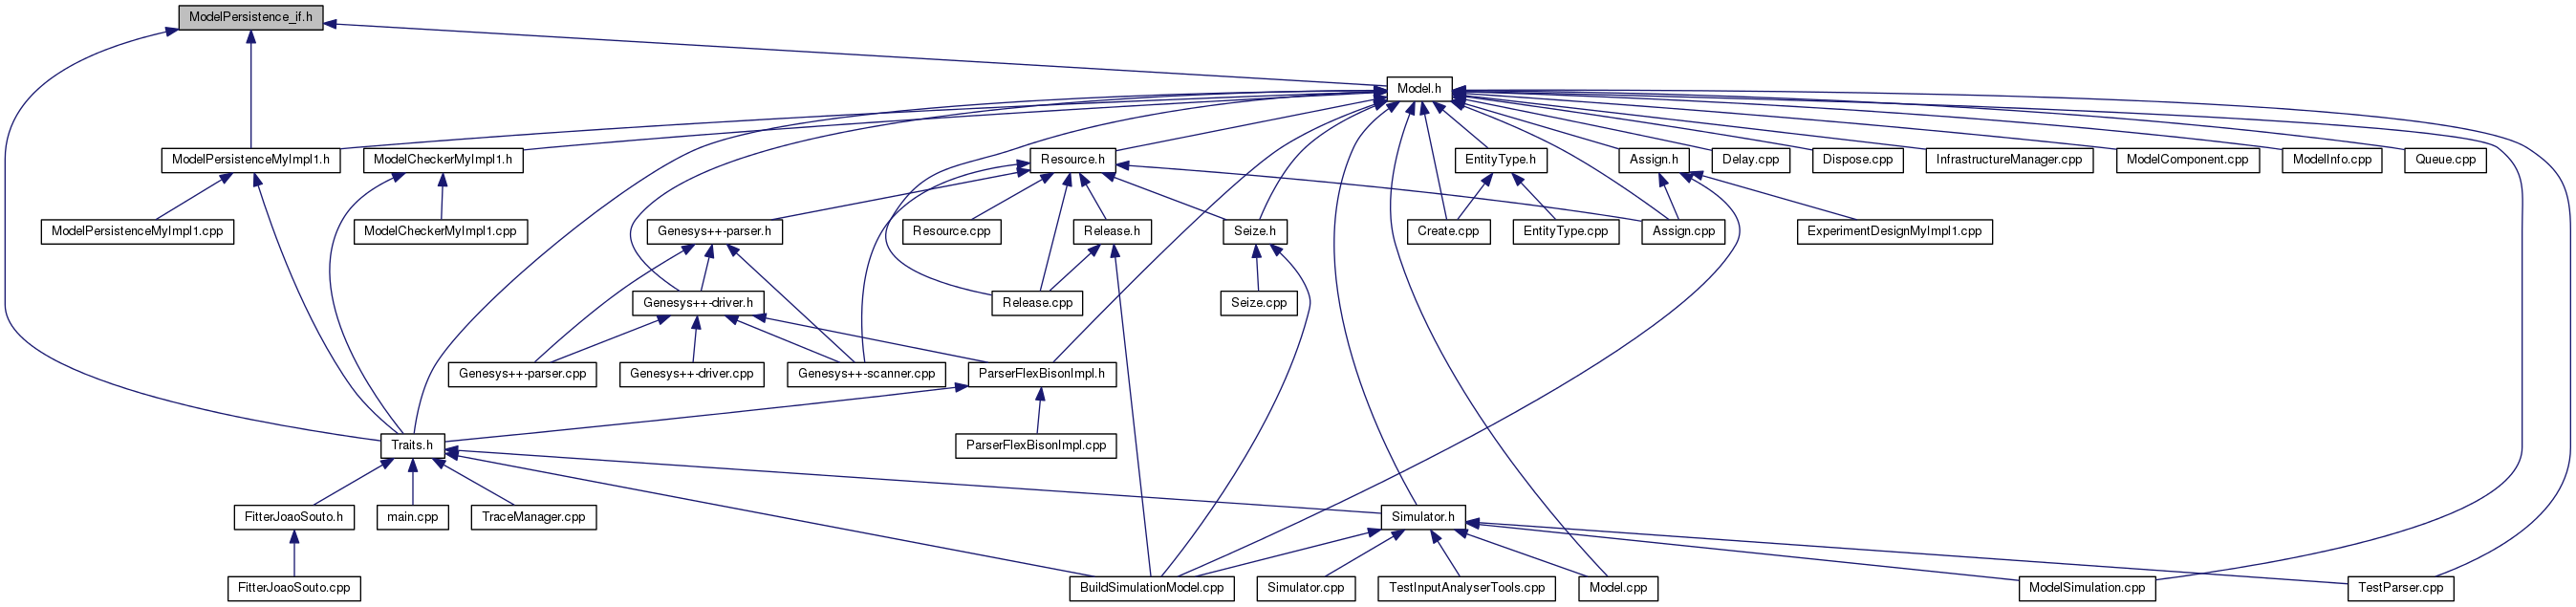 ModelPersistence_if.h
Model.h
ModelPersistenceMyImpl1.h
ModelCheckerMyImpl1.h
Resource.h
EntityType.h
Assign.h
Delay.cpp
Dispose.cpp
InfrastructureManager.cpp
ModelComponent.cpp
ModelInfo.cpp
Queue.cpp
ModelPersistenceMyImpl1.cpp
ModelCheckerMyImpl1.cpp
Genesys++-parser.h
Resource.cpp
Release.h
Seize.h
Create.cpp
EntityType.cpp
Assign.cpp
ExperimentDesignMyImpl1.cpp
Genesys++-driver.h
Release.cpp
Seize.cpp
Genesys++-parser.cpp
Genesys++-driver.cpp
Genesys++-scanner.cpp
ParserFlexBisonImpl.h
Traits.h
ParserFlexBisonImpl.cpp
FitterJoaoSouto.h
main.cpp
TraceManager.cpp
Simulator.h
FitterJoaoSouto.cpp
BuildSimulationModel.cpp
Simulator.cpp
TestInputAnalyserTools.cpp
Model.cpp
ModelSimulation.cpp
TestParser.cpp